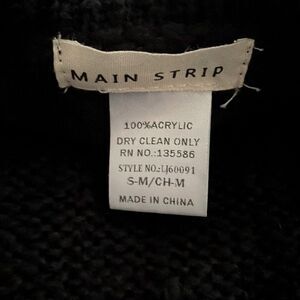 MAIN STRIP
100%ACRYLIC
DRY CLEAN ONLY
RN NO.:135586
STYLE NO.:LJ60091
S-M/CH-M
MADE IN CHINA